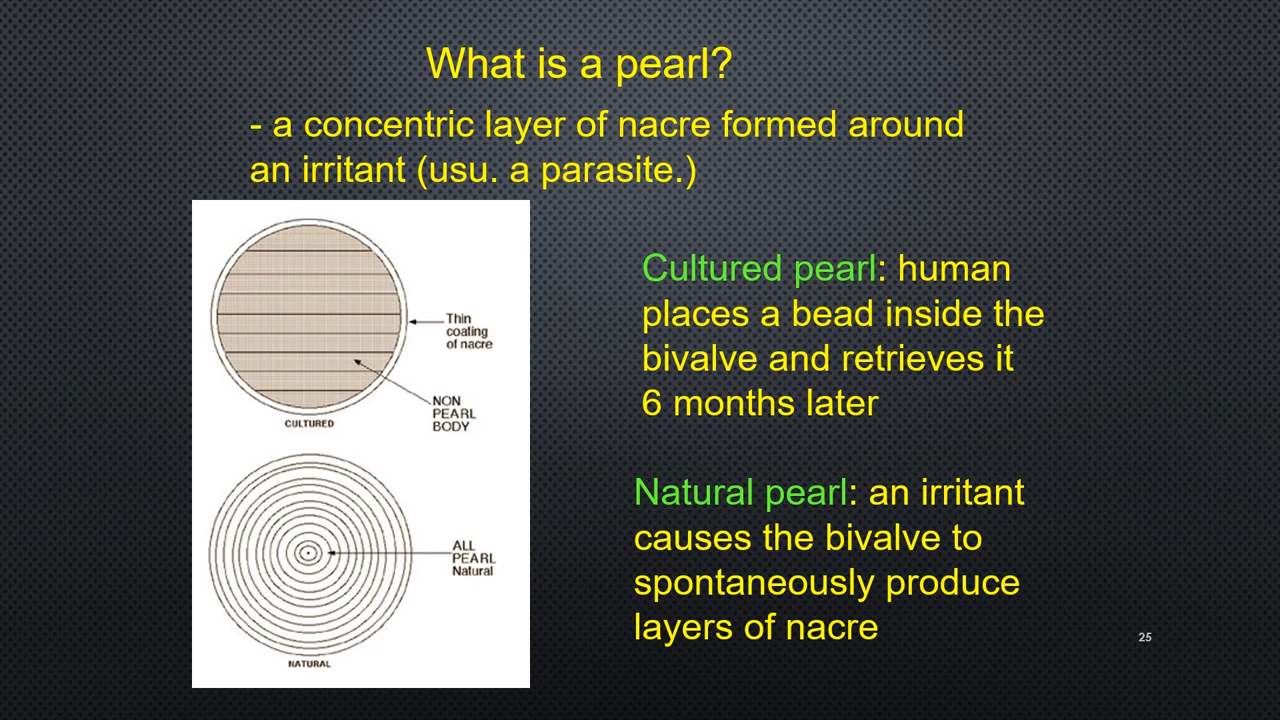 What is a pearl?
- a concentric layer of nacre formed around
an irritant (usu. a parasite.)
Thin
coating
of nacre
NON
PEARL
BODY
CULTURED
ALL
PEARL
Natural
NATURAL
Cultured pearl: human
places a bead inside the
bivalve and retrieves it
6 months later
Natural pearl: an irritant
causes the bivalve to
spontaneously produce
layers of nacre
25